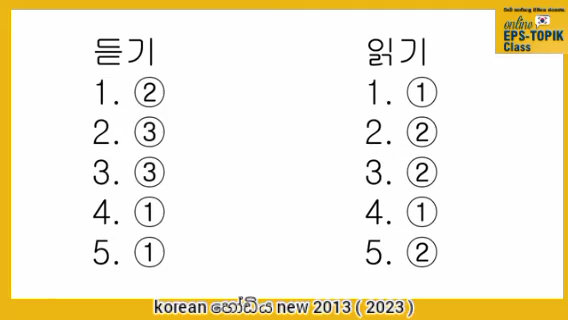 online
EPS-TOPIK
Class
듣기
1. ②
2. ③
3. ③
4. ①
5. ①
읽기
1. ①
2. ②
3. ②
4. ①
5. ②
korean හෝඩිය new 2013 ( 2023 )